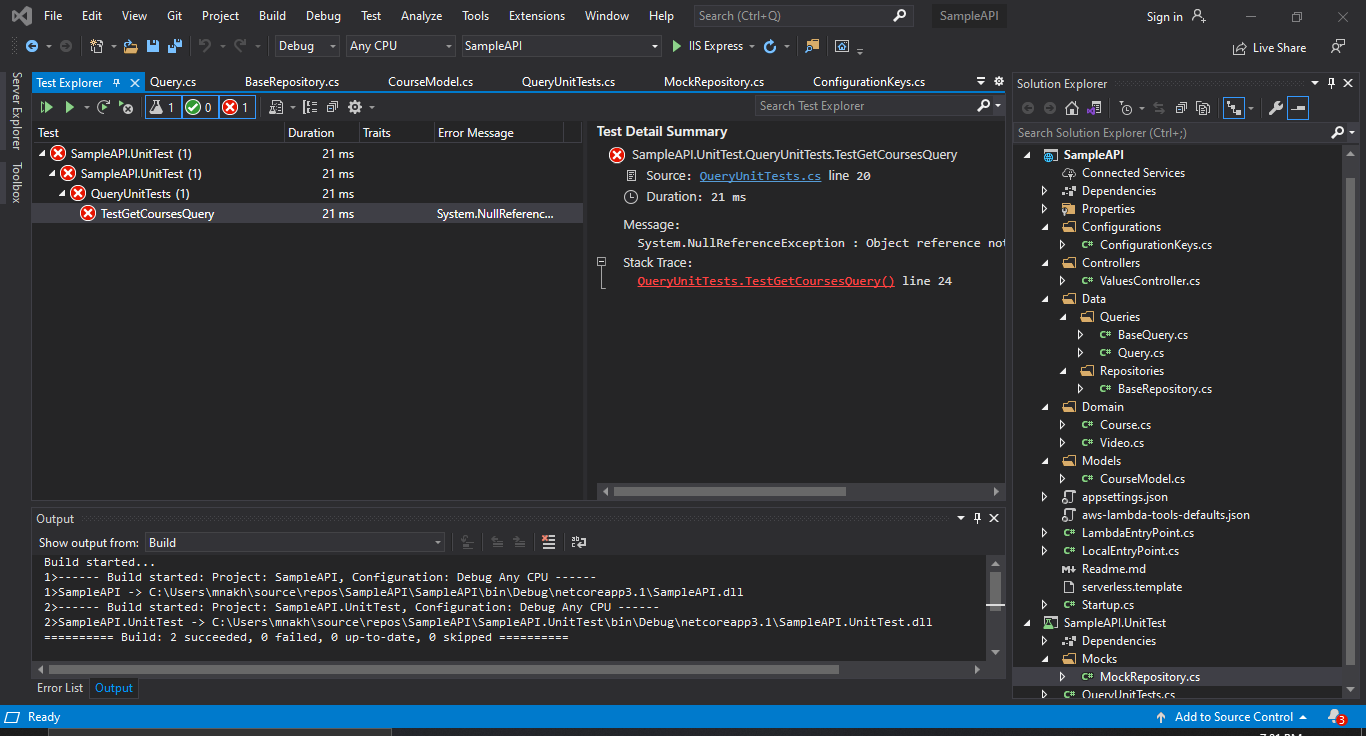 File Edit View Git Project Build Debug Test Analyze Tools Extensions Window Help Search (Ctrl+Q) SampleAPI Sign in
Debug Any CPU SampleAPI IIS Express Live Share
Server Explorer
Toolbox
Test Explorer Query.cs BaseRepository.cs CourseModel.cs QueryUnitTests.cs MockRepository.cs ConfigurationKeys.cs
1 0 1 Search Test Explorer
Test Duration Traits Error Message
SampleAPI.UnitTest (1) 21 ms
SampleAPI.UnitTest (1) 21 ms
QueryUnitTests (1) 21 ms
TestGetCoursesQuery 21 ms System.NullReferenc...
Test Detail Summary
SampleAPI.UnitTest.QueryUnitTests.TestGetCoursesQuery
Source: QueryUnitTests.cs line 20
Duration: 21 ms
Message:
System.NullReferenceException : Object reference not
Stack Trace:
QueryUnitTests.TestGetCoursesQuery() line 24
Output
Show output from: Build
Build started...
1>------ Build started: Project: SampleAPI, Configuration: Debug Any CPU ------
1>SampleAPI -> C:\Users\mnakh\source\repos\SampleAPI\SampleAPI\bin\Debug\netcoreapp3.1\SampleAPI.dll
2>------ Build started: Project: SampleAPI.UnitTest, Configuration: Debug Any CPU ------
2>SampleAPI.UnitTest -> C:\Users\mnakh\source\repos\SampleAPI\SampleAPI.UnitTest\bin\Debug\netcoreapp3.1\SampleAPI.UnitTest.dll
========== Build: 2 succeeded, 0 failed, 0 up-to-date, 0 skipped ==========
Error List Output
Solution Explorer
Search Solution Explorer (Ctrl+;)
SampleAPI
Connected Services
Dependencies
Properties
Configurations
C# ConfigurationKeys.cs
Controllers
C# ValuesController.cs
Data
Queries
C# BaseQuery.cs
C# Query.cs
Repositories
C# BaseRepository.cs
Domain
C# Course.cs
C# Video.cs
Models
C# CourseModel.cs
appsettings.json
aws-lambda-tools-defaults.json
C# LambdaEntryPoint.cs
C# LocalEntryPoint.cs
M+ Readme.md
serverless.template
C# Startup.cs
SampleAPI.UnitTest
Dependencies
Mocks
C# MockRepository.cs
C# QueryUnitTests.cs
Ready Add to Source Control 3